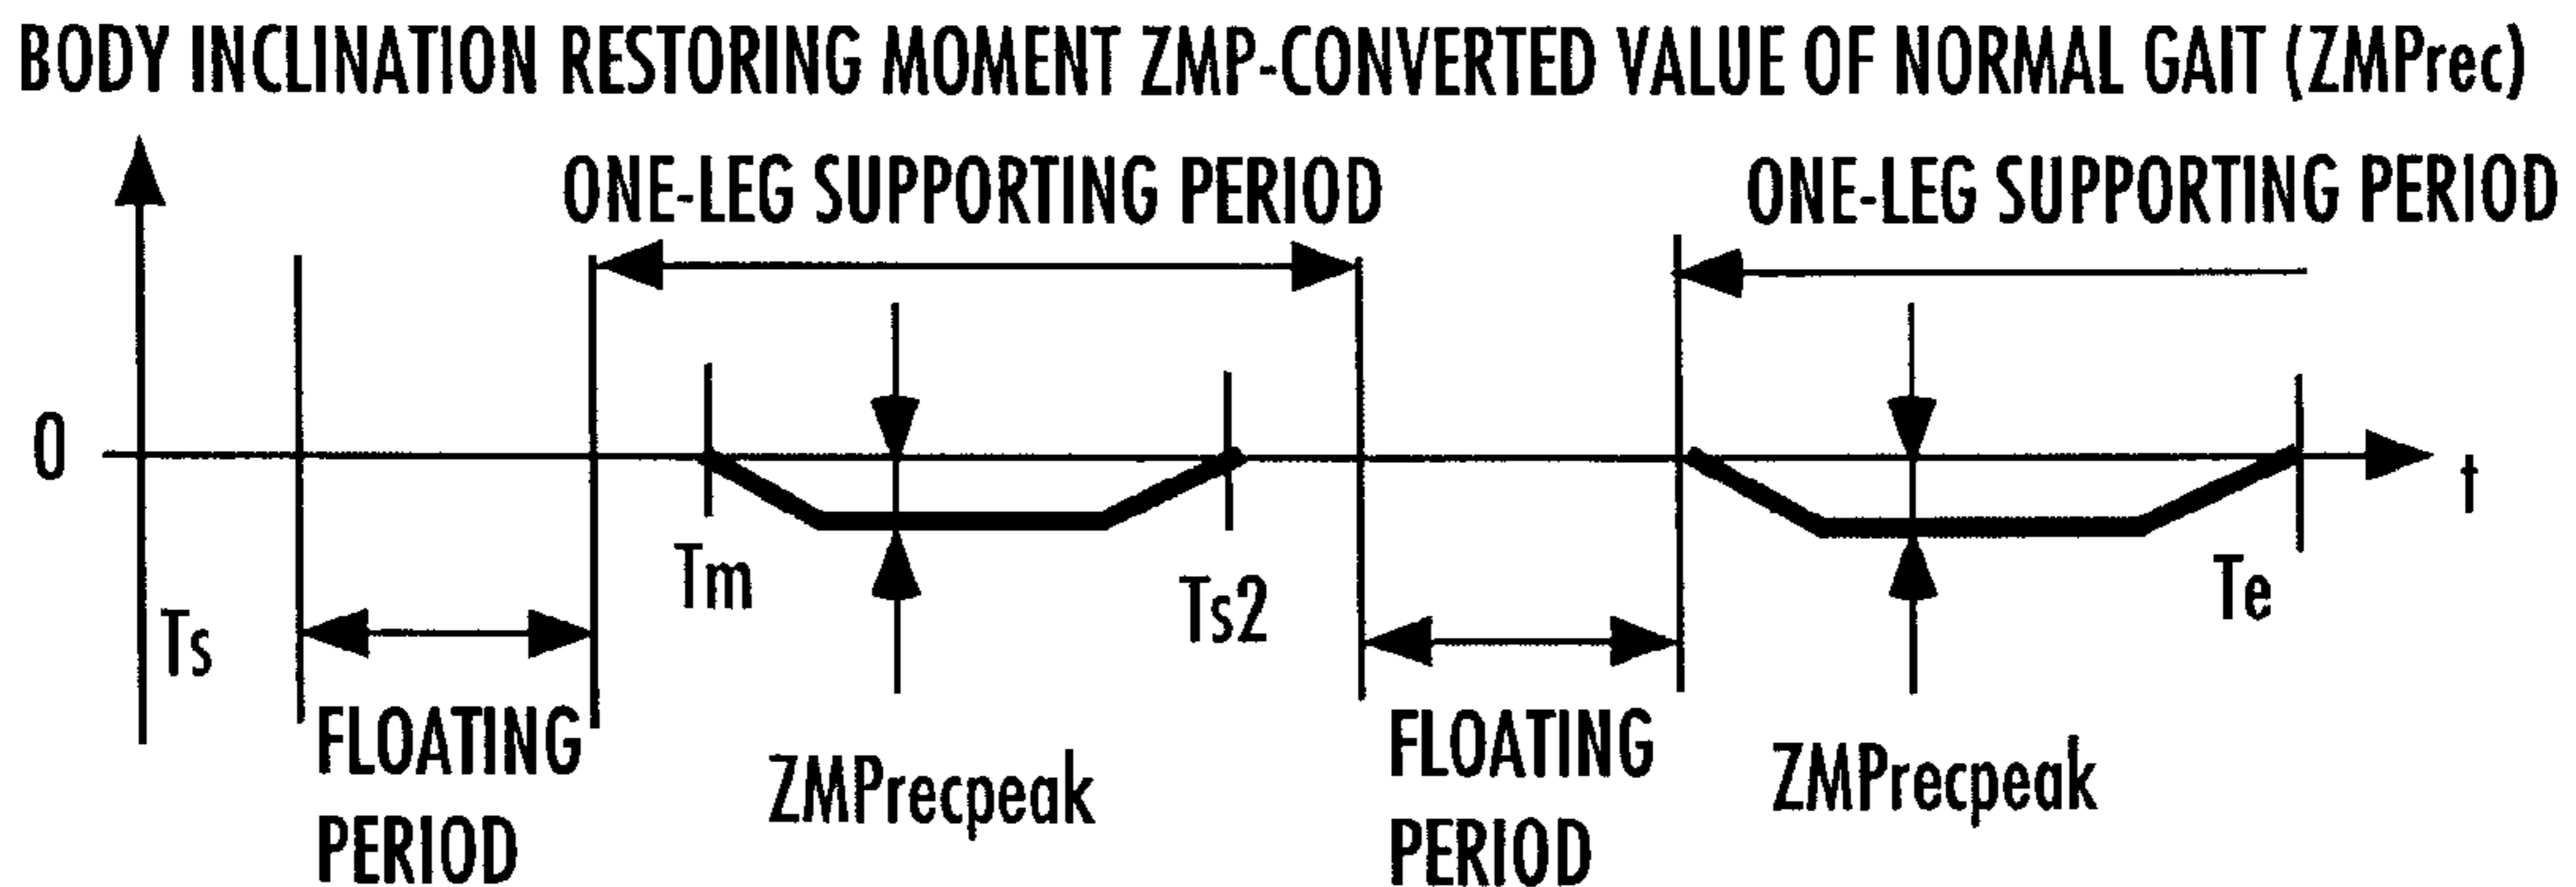 BODY INCLINATION RESTORING MOMENT ZMP-CONVERTED VALUE OF NORMAL GAIT (ZMPrec)
ONE-LEG SUPPORTING PERIOD
ONE-LEG SUPPORTING PERIOD
0
t
Tm
Ts2
Te
Ts
FLOATING
PERIOD
ZMPrecpeak
FLOATING
PERIOD
ZMPrecpeak